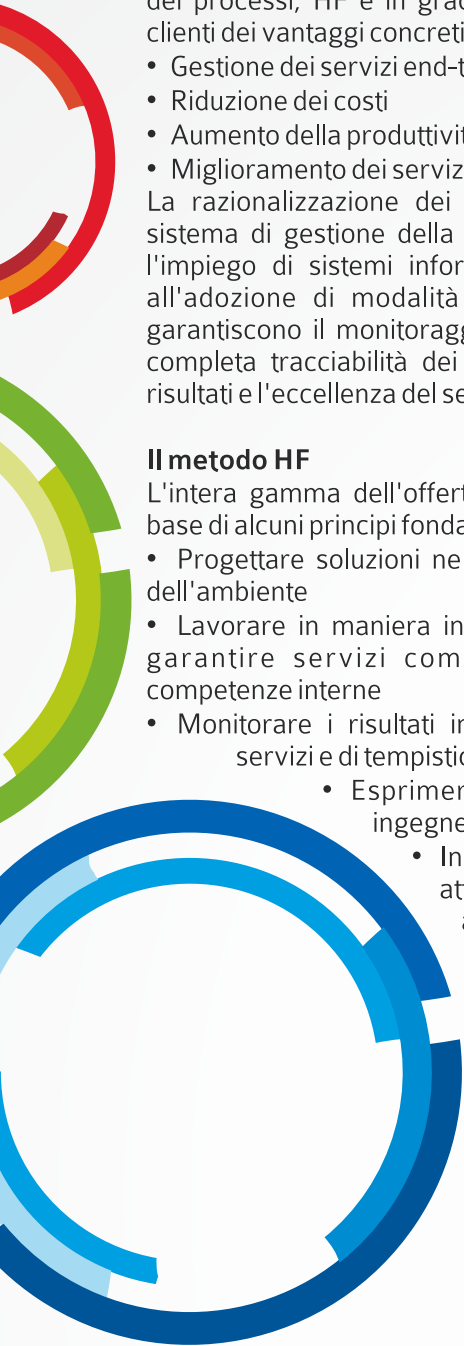 dei processi, HF è in grad
clienti dei vantaggi concreti
• Gestione dei servizi end-t
• Riduzione dei costi
• Aumento della produttivit
• Miglioramento dei serviz
La razionalizzazione dei
sistema di gestione della
l'impiego di sistemi infor
all'adozione di modalità
garantiscono il monitoragg
completa tracciabilità dei
risultati e l'eccellenza del se
Il metodo HF
L'intera gamma dell'offert
base di alcuni principi fonda
• Progettare soluzioni ne
dell'ambiente
• Lavorare in maniera in
garantire servizi com
competenze interne
• Monitorare i risultati in
servizi e di tempistic
• Esprimer
ingegne
• In
att
a